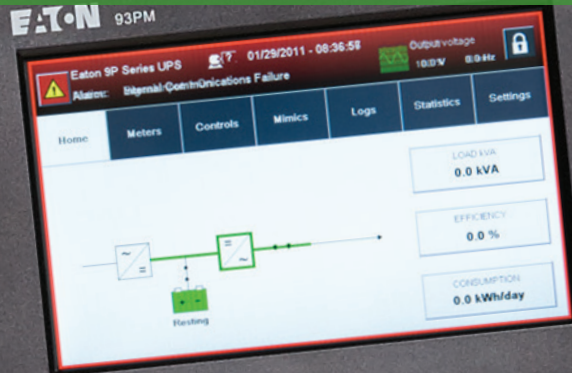 EATON 93PM
Eaton 9P Series UPS 01/29/2011 - 08:36:58 Output voltage
Alarm: Internal Communications Failure
Home Meters Controls Mimics Logs Statistics Settings
LOAD kVA
0.0 kVA
EFFICIENCY
0.0 %
CONSUMPTION
0.0 kWh/day
Resting